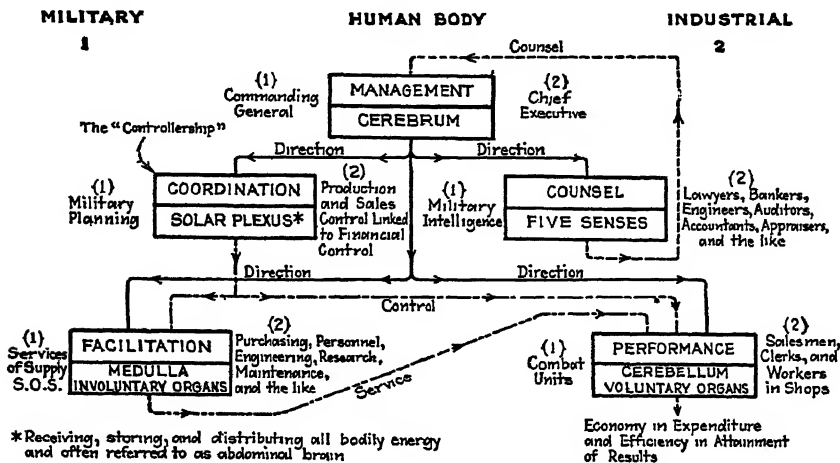 MILITARY
1
HUMAN BODY
INDUSTRIAL
2
Counsel
{1}
Commanding
General
MANAGEMENT
CEREBRUM
{2}
Chief
Executive
The "Controllership"
Direction
Direction
{1}
Military
Planning
COORDINATION
SOLAR PLEXUS*
{2}
Production
and Sales
Control Linked
to Financial
Control
{1}
Military
Intelligence
COUNSEL
FIVE SENSES
{2}
Lawyers, Bankers,
Engineers, Auditors,
Accountants, Appraisers,
and the like
Direction
Direction
Control
{1}
Services
of Supply
S.O.S.
FACILITATION
MEDULLA
INVOLUNTARY ORGANS
{2}
Purchasing, Personnel,
Engineering, Research,
Maintenance,
and the like
Service
{1}
Combat
Units
PERFORMANCE
CEREBELLUM
VOLUNTARY ORGANS
{2}
Salesmen,
Clerks, and
Workers
in Shops
*Receiving, storing, and distributing all bodily energy
and often referred to as abdominal brain
Economy in Expenditure
and Efficiency in Attainment
of Results